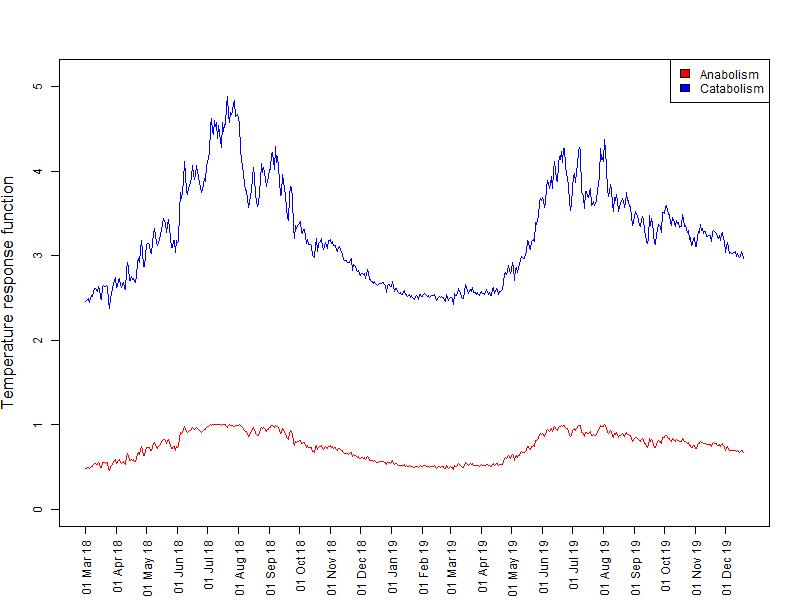 Anabolism
Catabolism
Temperature response function
5
4
3
2
1
0
01 Mar 18
01 Apr 18
01 May 18
01 Jun 18
01 Jul 18
01 Aug 18
01 Sep 18
01 Oct 18
01 Nov 18
01 Dec 18
01 Jan 19
01 Feb 19
01 Mar 19
01 Apr 19
01 May 19
01 Jun 19
01 Jul 19
01 Aug 19
01 Sep 19
01 Oct 19
01 Nov 19
01 Dec 19